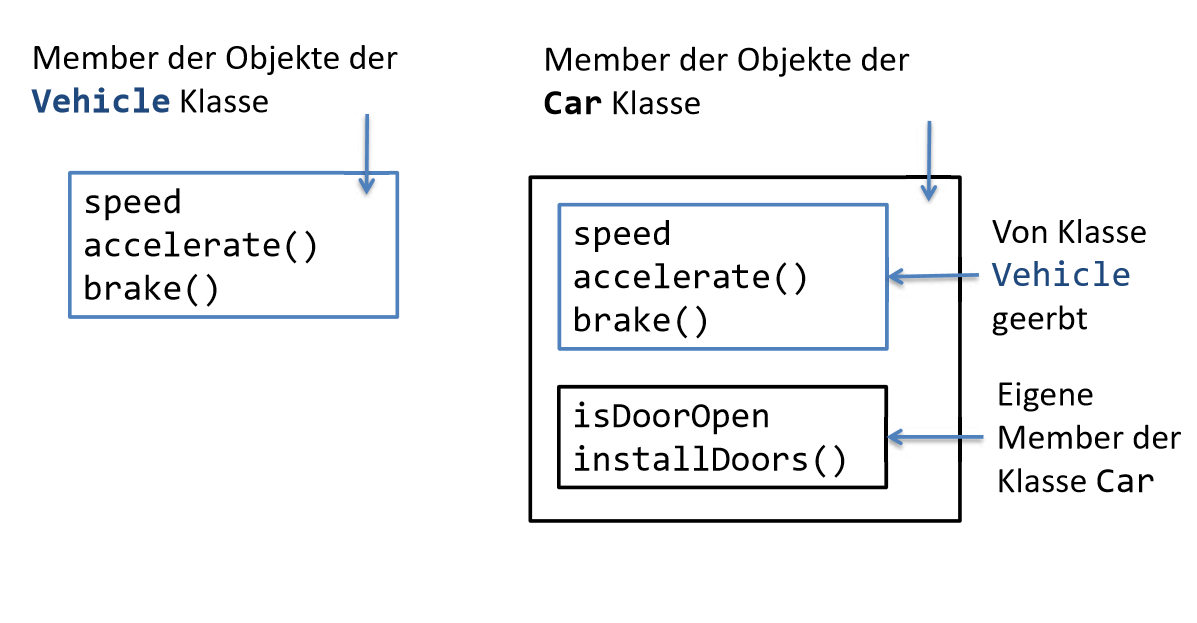 Member der Objekte der
Vehicle Klasse
speed
accelerate()
brake()
Member der Objekte der
Car Klasse
speed
accelerate()
brake()
Von Klasse
Vehicle
geerbt
isDoorOpen
installDoors()
Eigene
Member der
Klasse Car